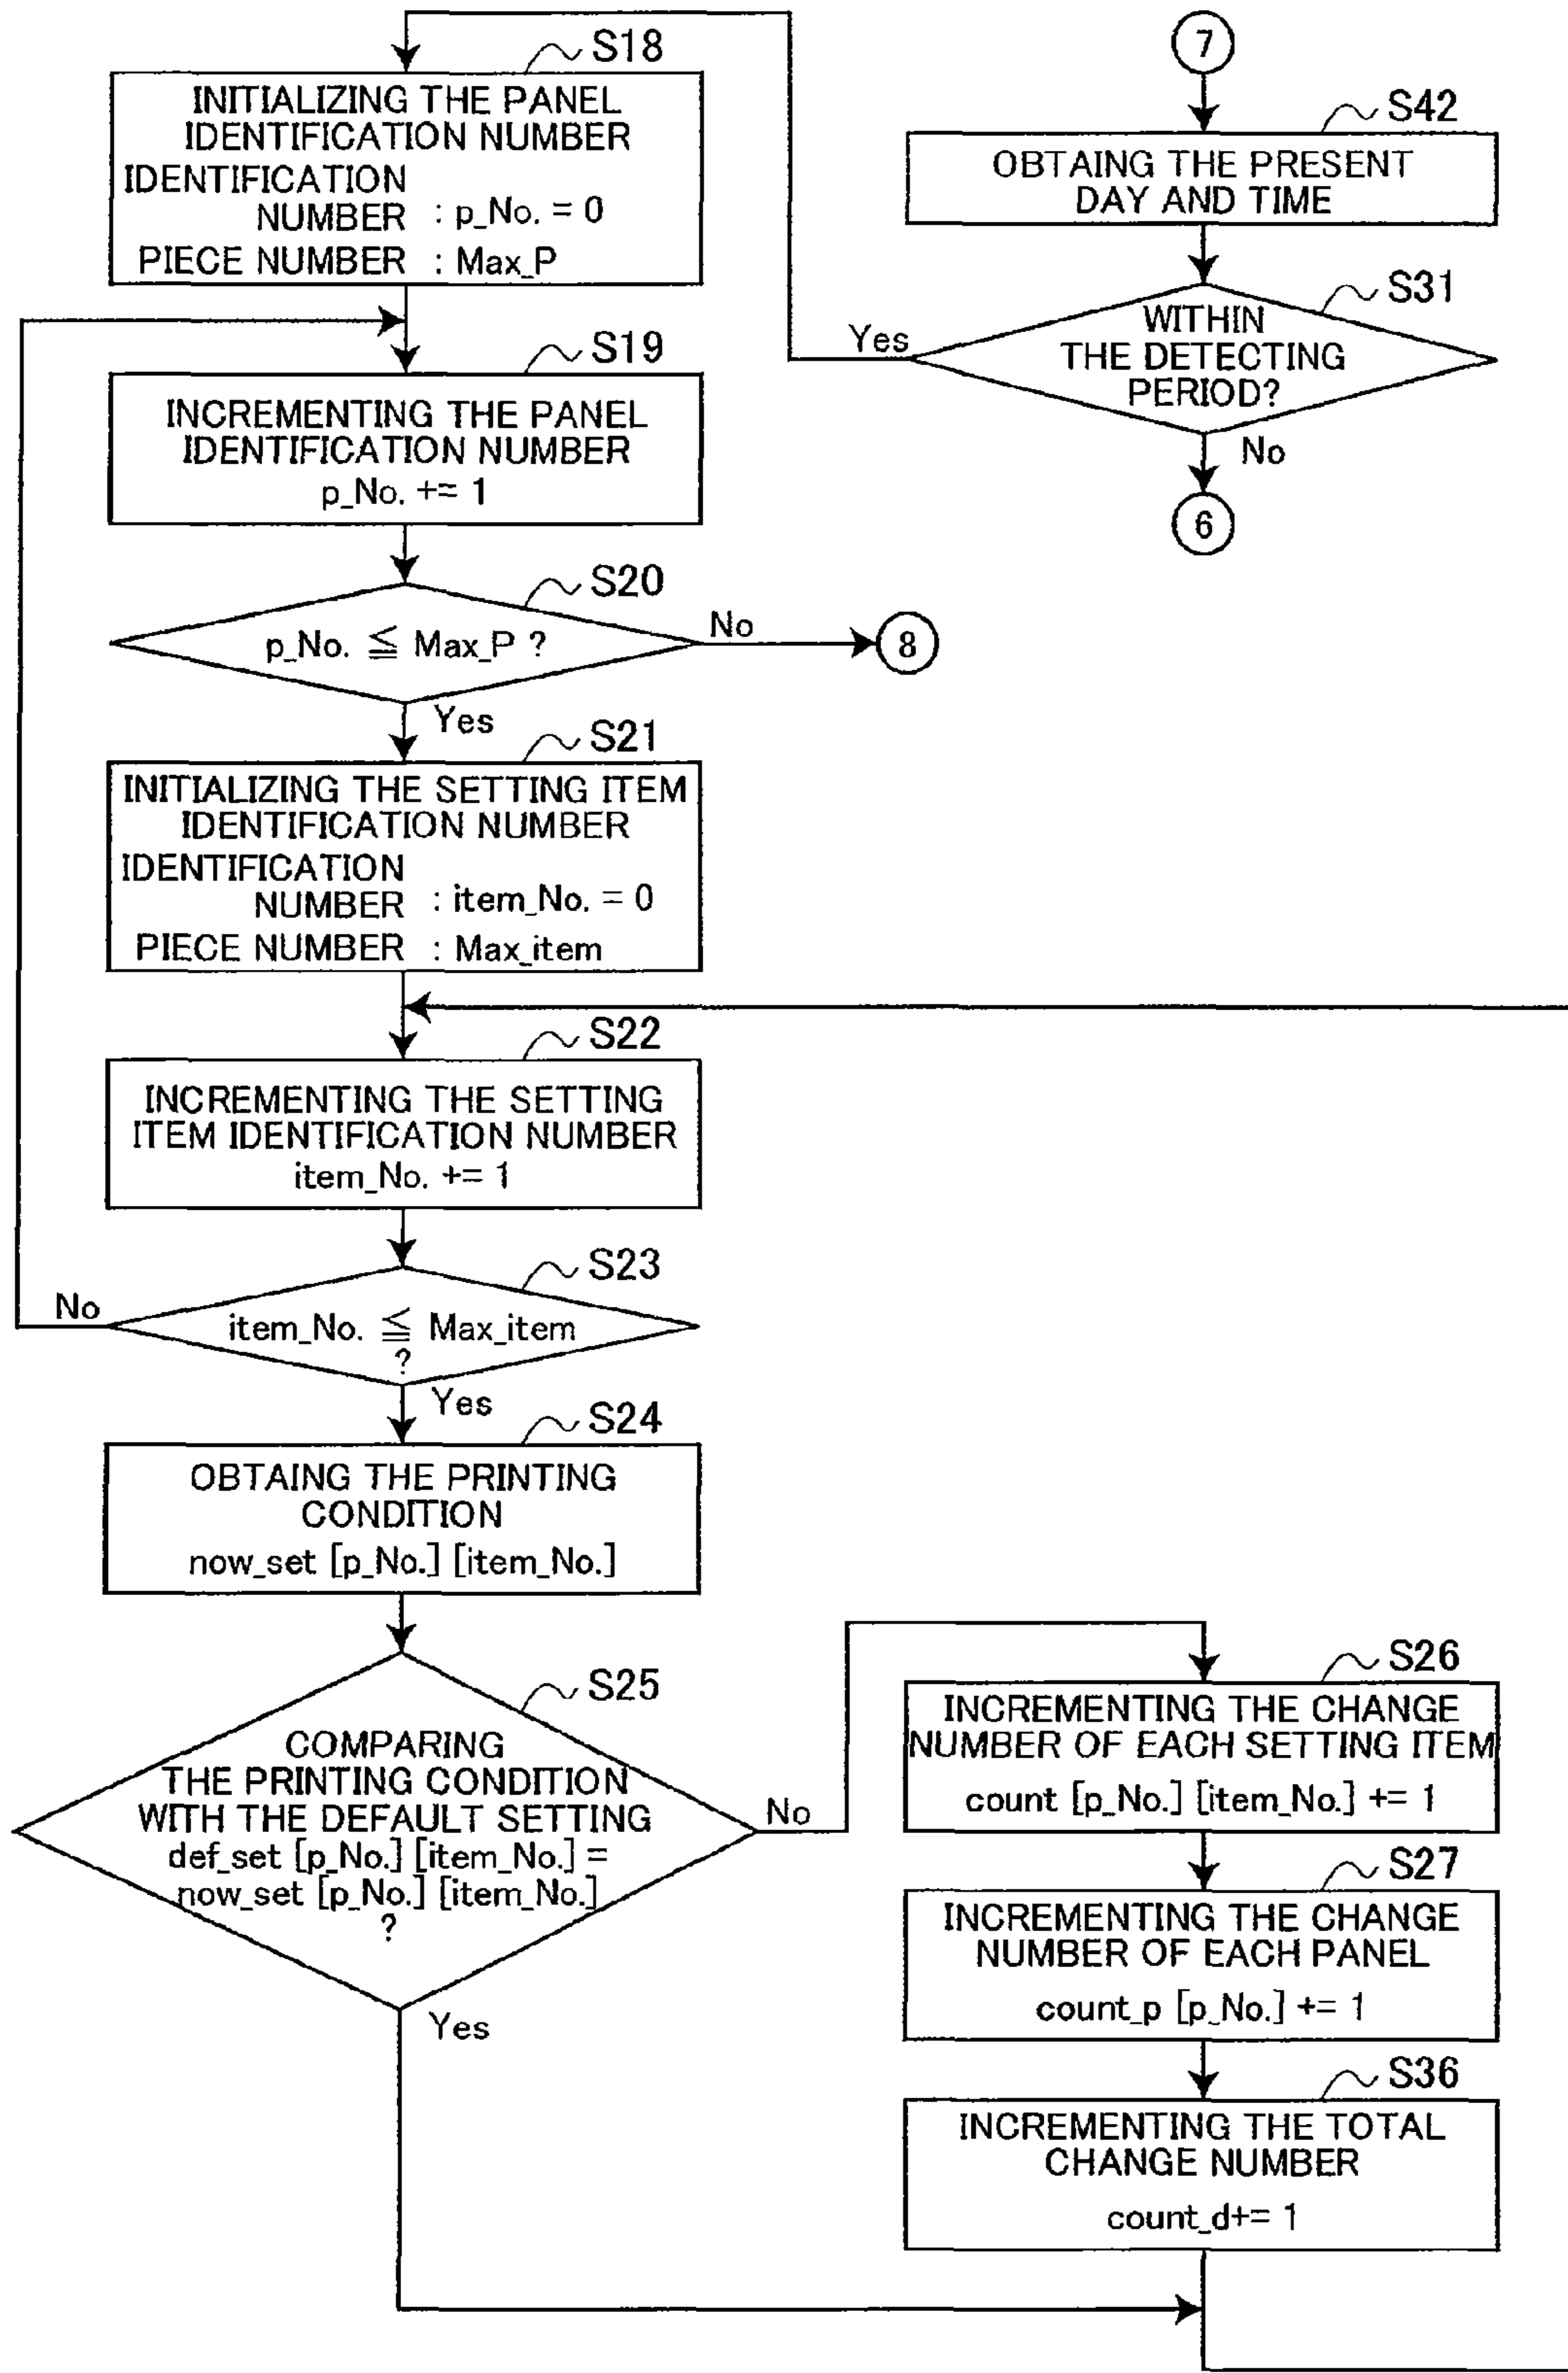 7
S42
OBTAING THE PRESENT
DAY AND TIME
S31
WITHIN
THE DETECTING
PERIOD?
Yes
No
6
S18
INITIALIZING THE PANEL
IDENTIFICATION NUMBER
IDENTIFICATION
NUMBER : p_No. = 0
PIECE NUMBER : Max_P
S19
INCREMENTING THE PANEL
IDENTIFICATION NUMBER
p_No. += 1
S20
p_No. ≦ Max_P ?
No
8
Yes
S21
INITIALIZING THE SETTING ITEM
IDENTIFICATION NUMBER
IDENTIFICATION
NUMBER : item_No. = 0
PIECE NUMBER : Max_item
S22
INCREMENTING THE SETTING
ITEM IDENTIFICATION NUMBER
item_No. += 1
S23
No
item_No. ≦ Max_item
?
Yes
S24
OBTAING THE PRINTING
CONDITION
now_set [p_No.] [item_No.]
S25
COMPARING
THE PRINTING CONDITION
WITH THE DEFAULT SETTING
def_set [p_No.] [item_No.] =
now_set [p_No.] [item_No.]
?
No
Yes
S26
INCREMENTING THE CHANGE
NUMBER OF EACH SETTING ITEM
count [p_No.] [item_No.] += 1
S27
INCREMENTING THE CHANGE
NUMBER OF EACH PANEL
count_p [p_No.] += 1
S36
INCREMENTING THE TOTAL
CHANGE NUMBER
count_d+= 1